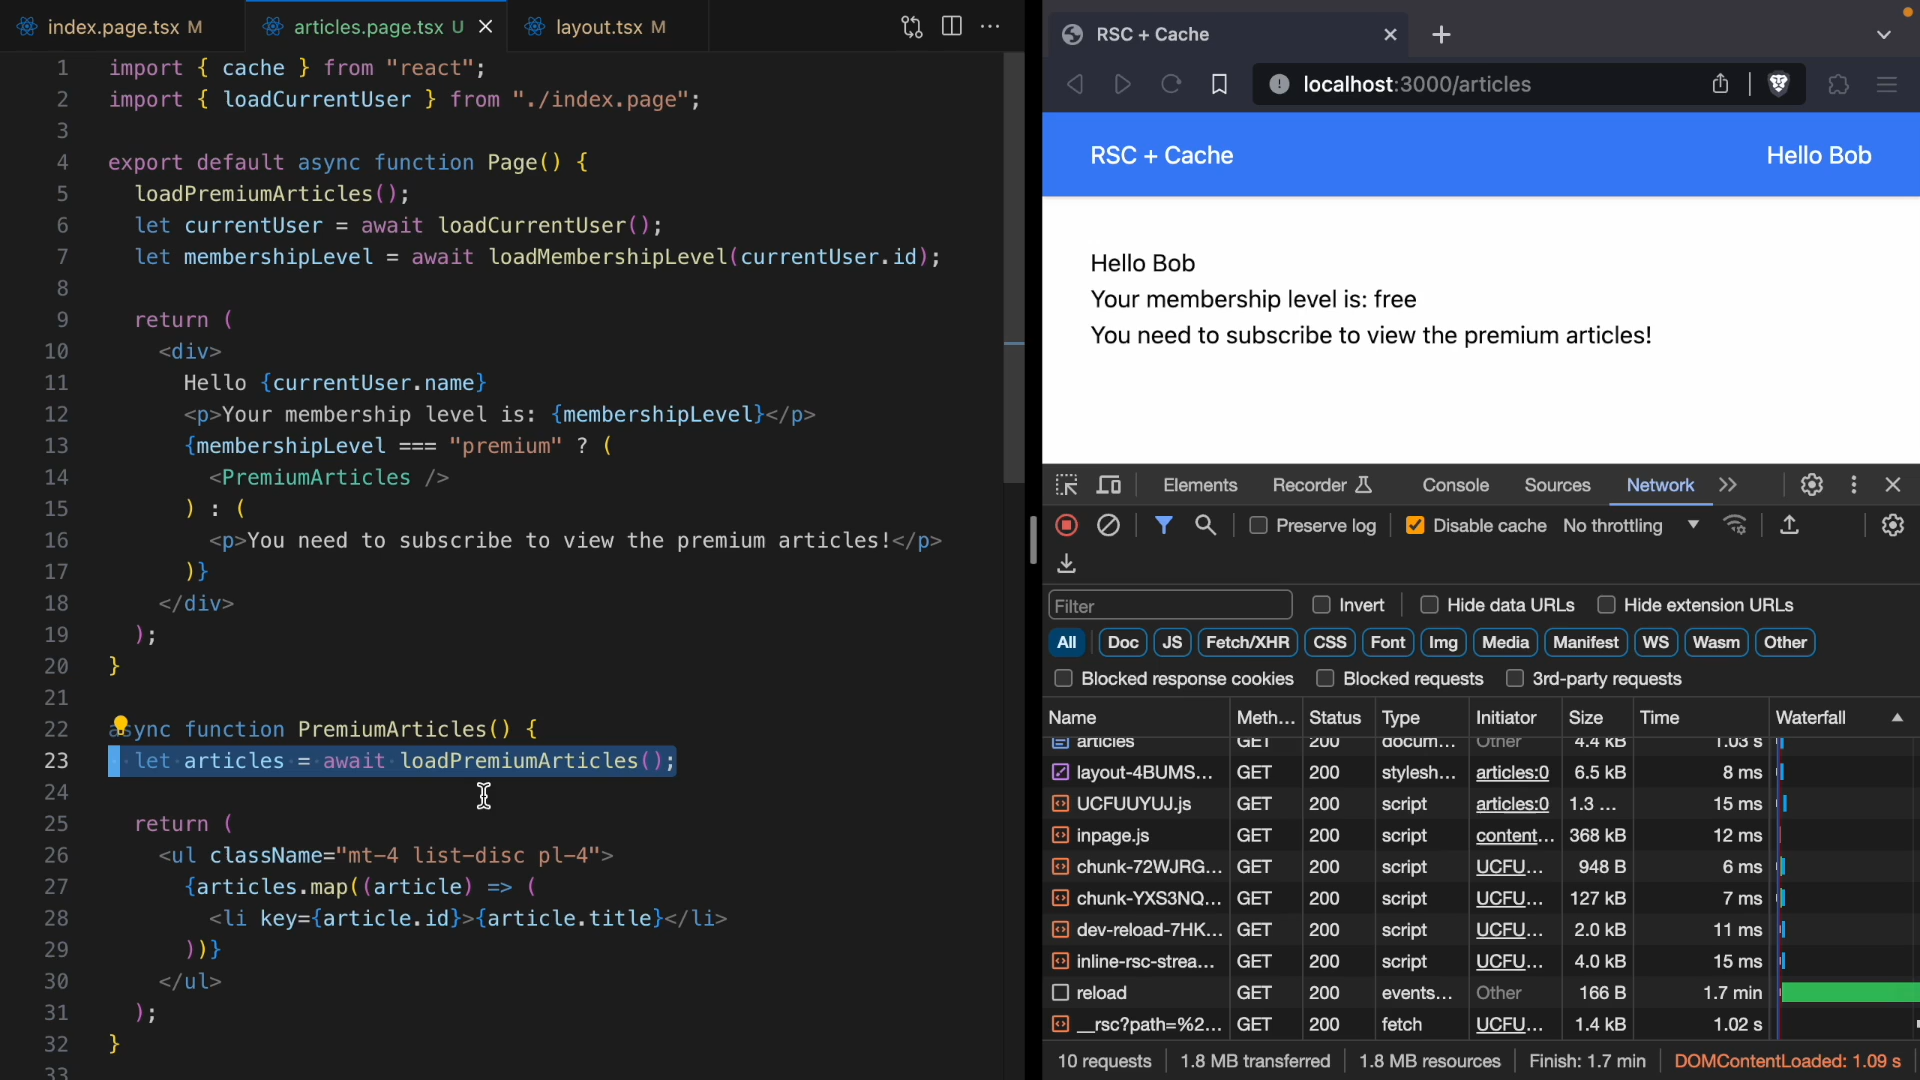 index.page.tsx M
articles.page.tsx U
layout.tsx M
1 import { cache } from "react";
2 import { loadCurrentUser } from "./index.page";
3
4 export default async function Page() {
5 loadPremiumArticles();
6 let currentUser = await loadCurrentUser();
7 let membershipLevel = await loadMembershipLevel(currentUser.id);
8
9 return (
10 <div>
11 Hello {currentUser.name}
12 <p>Your membership level is: {membershipLevel}</p>
13 {membershipLevel === "premium" ? (
14 <PremiumArticles />
15 ) : (
16 <p>You need to subscribe to view the premium articles!</p>
17 )}
18 </div>
19 );
20 }
21
22 async function PremiumArticles() {
23 let articles = await loadPremiumArticles();
24
25 return (
26 <ul className="mt-4 list-disc pl-4">
27 {articles.map((article) => (
28 <li key={article.id}>{article.title}</li>
29 ))}
30 </ul>
31 );
32 }
33
RSC + Cache
localhost:3000/articles
RSC + Cache
Hello Bob
Hello Bob
Your membership level is: free
You need to subscribe to view the premium articles!
Elements Recorder Console Sources Network
Preserve log Disable cache No throttling
Filter Invert Hide data URLs Hide extension URLs
All Doc JS Fetch/XHR CSS Font Img Media Manifest WS Wasm Other
Blocked response cookies Blocked requests 3rd-party requests
Name Meth... Status Type Initiator Size Time Waterfall
articles GET 200 docum... Other 4.4 kB 1.03 s
layout-4BUMS... GET 200 stylesh... articles:0 6.5 kB 8 ms
UCFUUYUJ.js GET 200 script articles:0 1.3 ... 15 ms
inpage.js GET 200 script content... 368 kB 12 ms
chunk-72WJRG... GET 200 script UCFU... 948 B 6 ms
chunk-YXS3NQ... GET 200 script UCFU... 127 kB 7 ms
dev-reload-7HK... GET 200 script UCFU... 2.0 kB 11 ms
inline-rsc-strea... GET 200 script UCFU... 4.0 kB 15 ms
reload GET 200 events... Other 166 B 1.7 min
__rsc?path=%2... GET 200 fetch UCFU... 1.4 kB 1.02 s
10 requests 1.8 MB transferred 1.8 MB resources Finish: 1.7 min DOMContentLoaded: 1.09 s